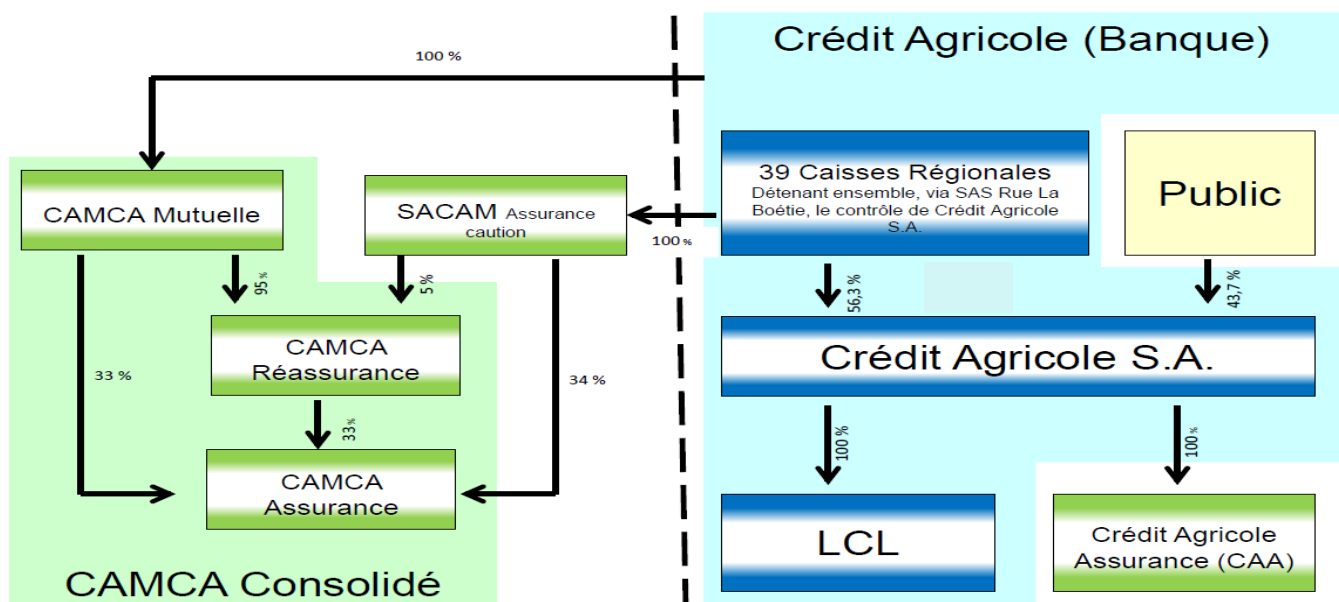 Crédit Agricole (Banque)
100 %
39 Caisses Régionales
Détenant ensemble, via SAS Rue La
Boétie, le contrôle de Crédit Agricole
S.A.
Public
CAMCA Mutuelle
SACAM Assurance
caution
100 %
95 %
5 %
56,3 %
43,7 %
CAMCA
Réassurance
Crédit Agricole S.A.
33 %
34 %
33 %
100 %
100 %
CAMCA
Assurance
LCL
Crédit Agricole
Assurance (CAA)
CAMCA Consolidé